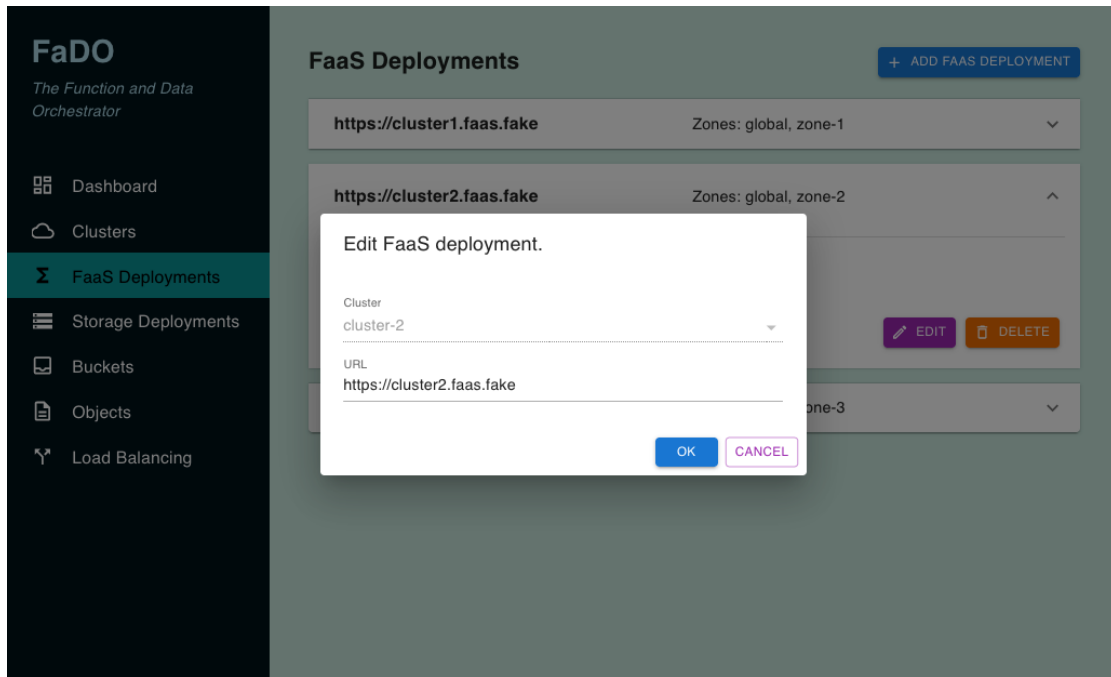 FaDO
The Function and Data
Orchestrator
Dashboard
Clusters
FaaS Deployments
Storage Deployments
Buckets
Objects
Load Balancing
FaaS Deployments
+ ADD FAAS DEPLOYMENT
https://cluster1.faas.fake Zones: global, zone-1
https://cluster2.faas.fake Zones: global, zone-2
EDIT DELETE
Edit FaaS deployment.
Cluster
cluster-2
URL
https://cluster2.faas.fake
OK CANCEL